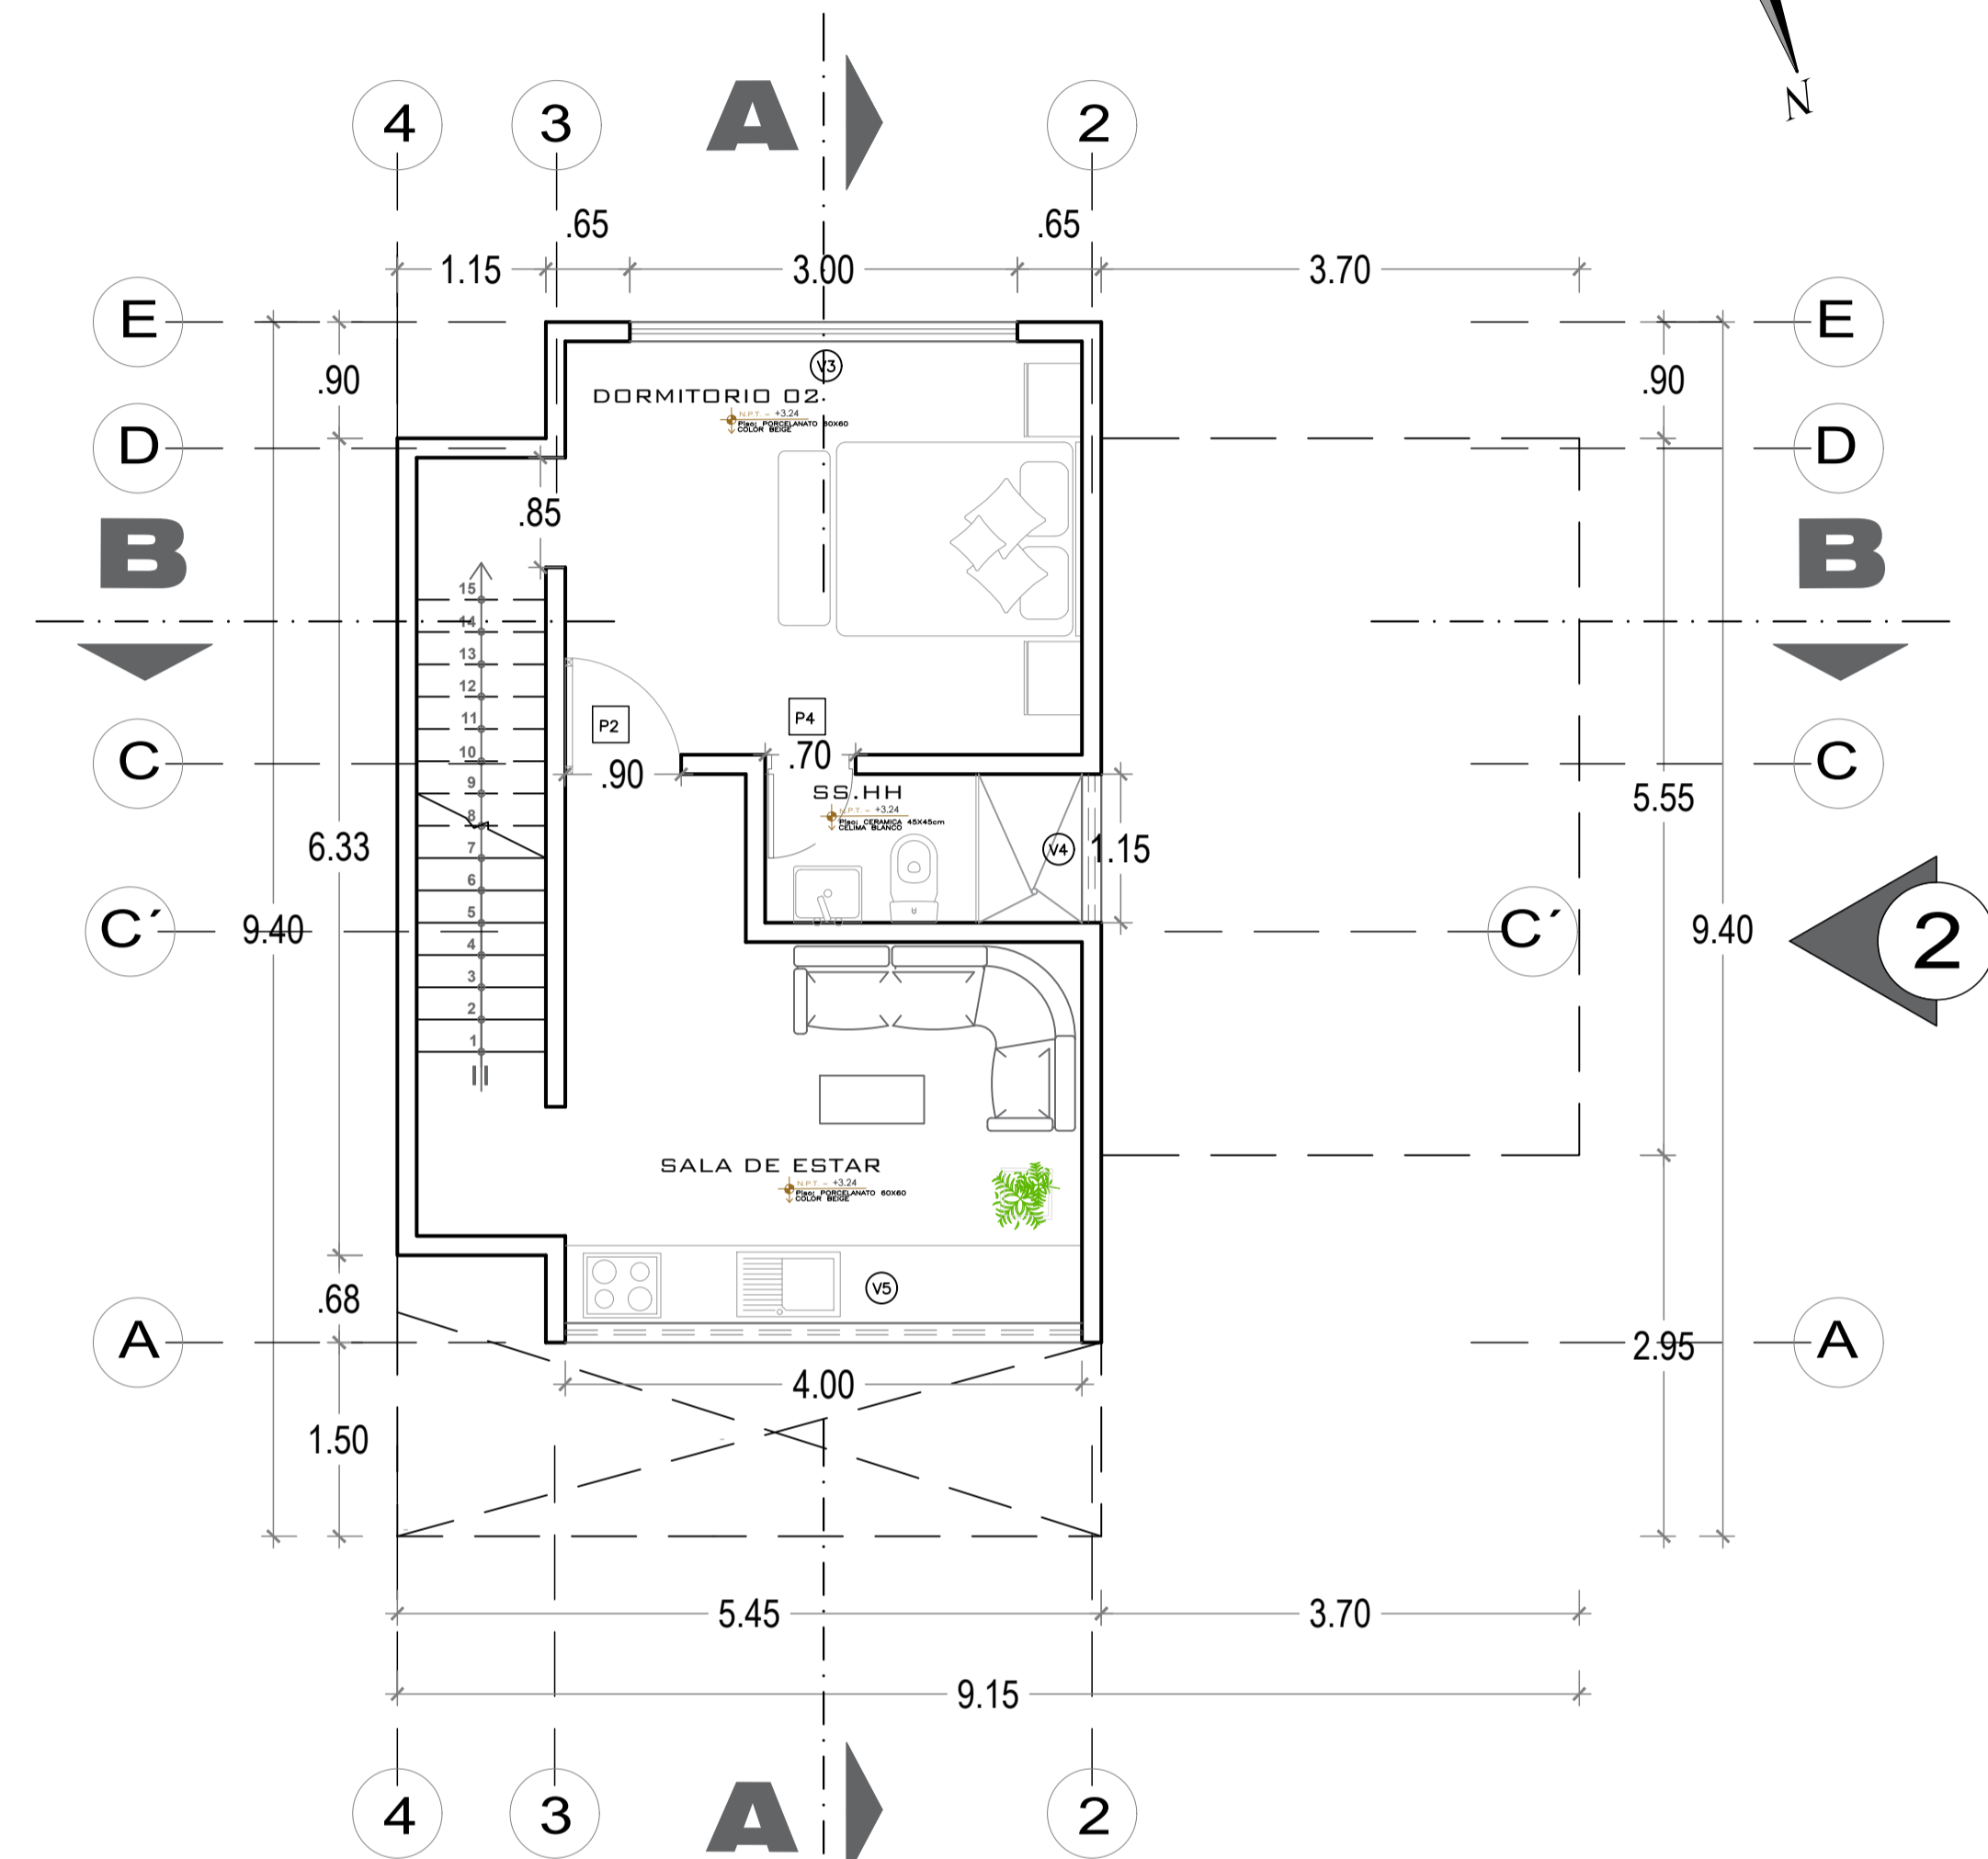 N
4 3 A 2
.65 .65
1.15 3.00 3.70
E E
V3
.90 DORMITORIO 02 .90
N.P.T. - +3.24
Piso: PORCELANATO 60X60
COLOR BEIGE
D D
.85
B B
15
14
13
12
11
10
9
8
7
6
5
4
3
2
1
P2 P4
C .70 C
.90
SS.HH
N.P.T. - +3.24
Piso: CERAMICA 45X45cm
CELIMA BLANCO
5.55
6.33 V4 1.15
C´ 9.40 C´ 9.40 2
SALA DE ESTAR
N.P.T. - +3.24
Piso: PORCELANATO 60X60
COLOR BEIGE
.68 V5
A 2.95 A
4.00
1.50
5.45 3.70
9.15
4 3 A 2